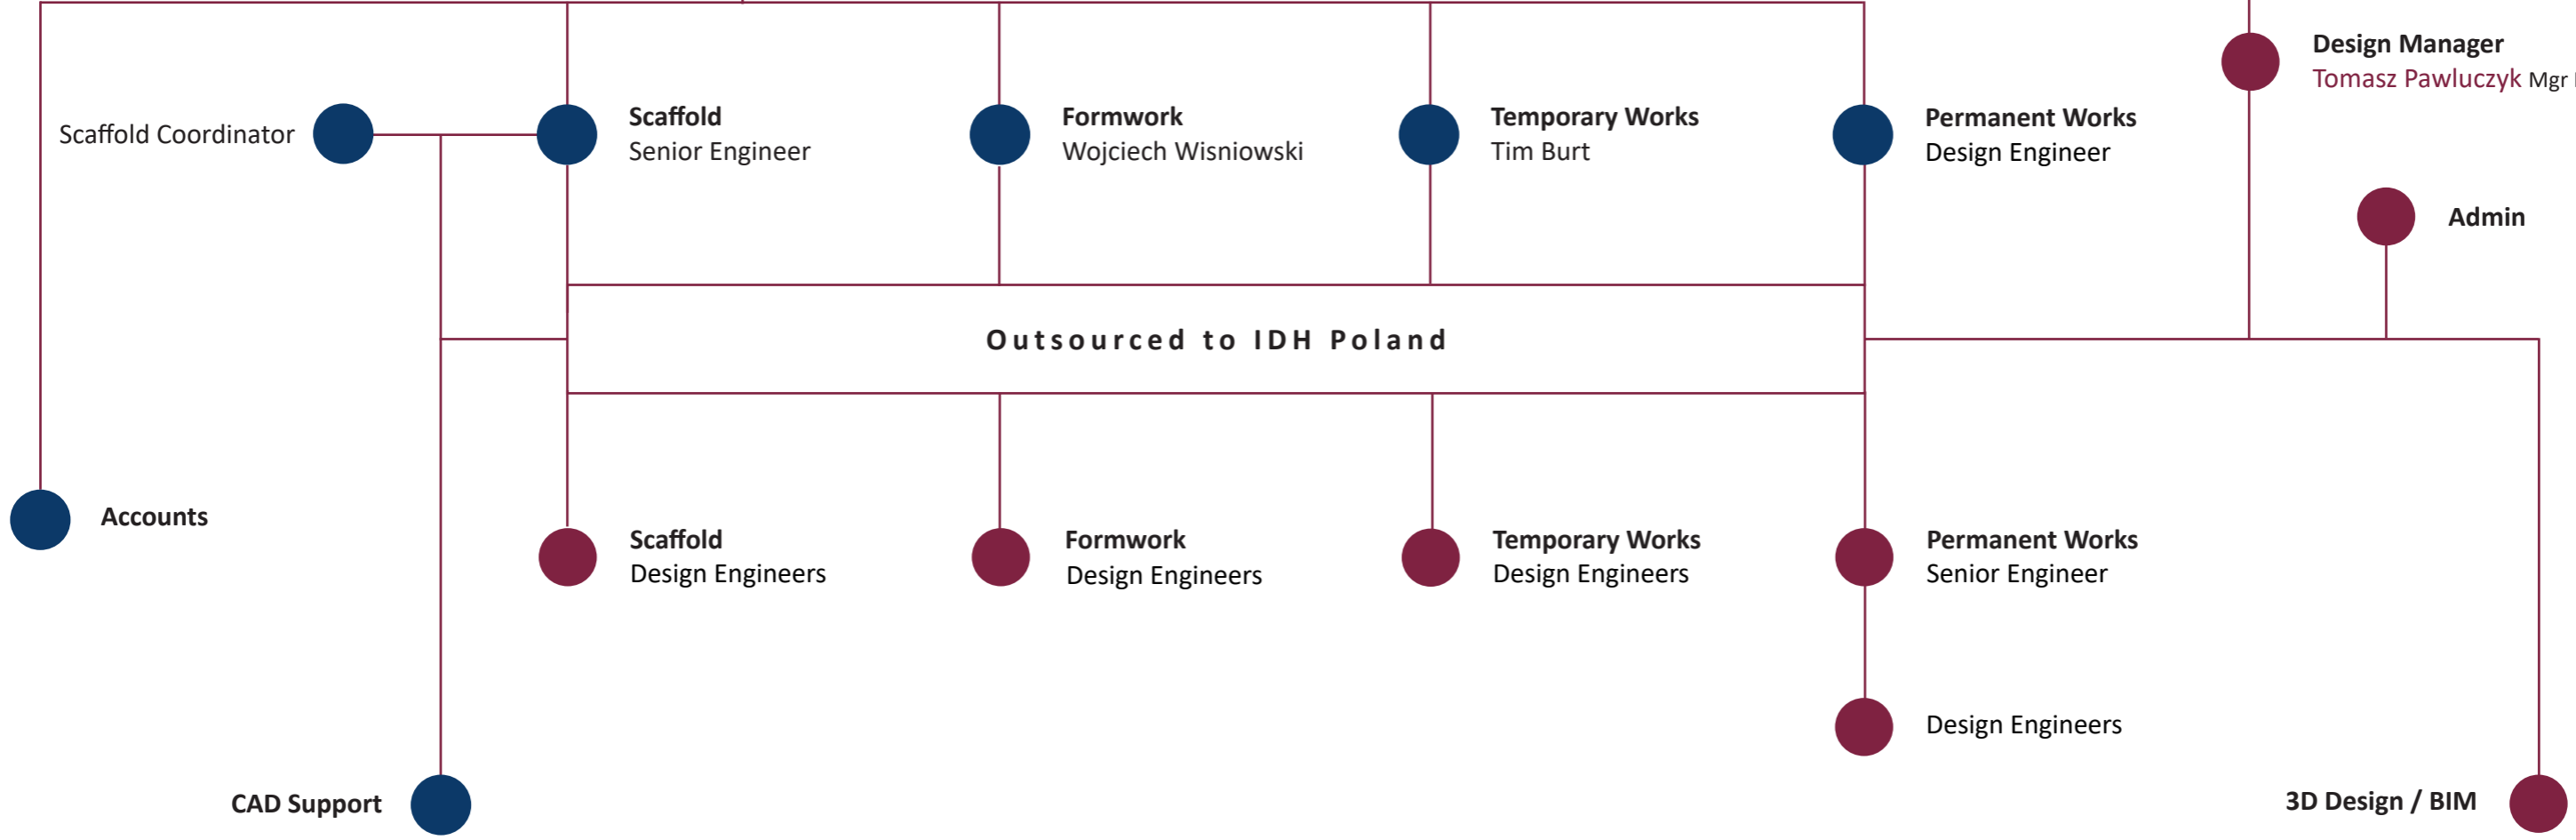 Design Manager
Tomasz Pawluczyk Mgr
Scaffold Coordinator
Scaffold
Senior Engineer
Formwork
Wojciech Wisniowski
Temporary Works
Tim Burt
Permanent Works
Design Engineer
Admin
Outsourced to IDH Poland
Accounts
Scaffold
Design Engineers
Formwork
Design Engineers
Temporary Works
Design Engineers
Permanent Works
Senior Engineer
Design Engineers
CAD Support
3D Design / BIM